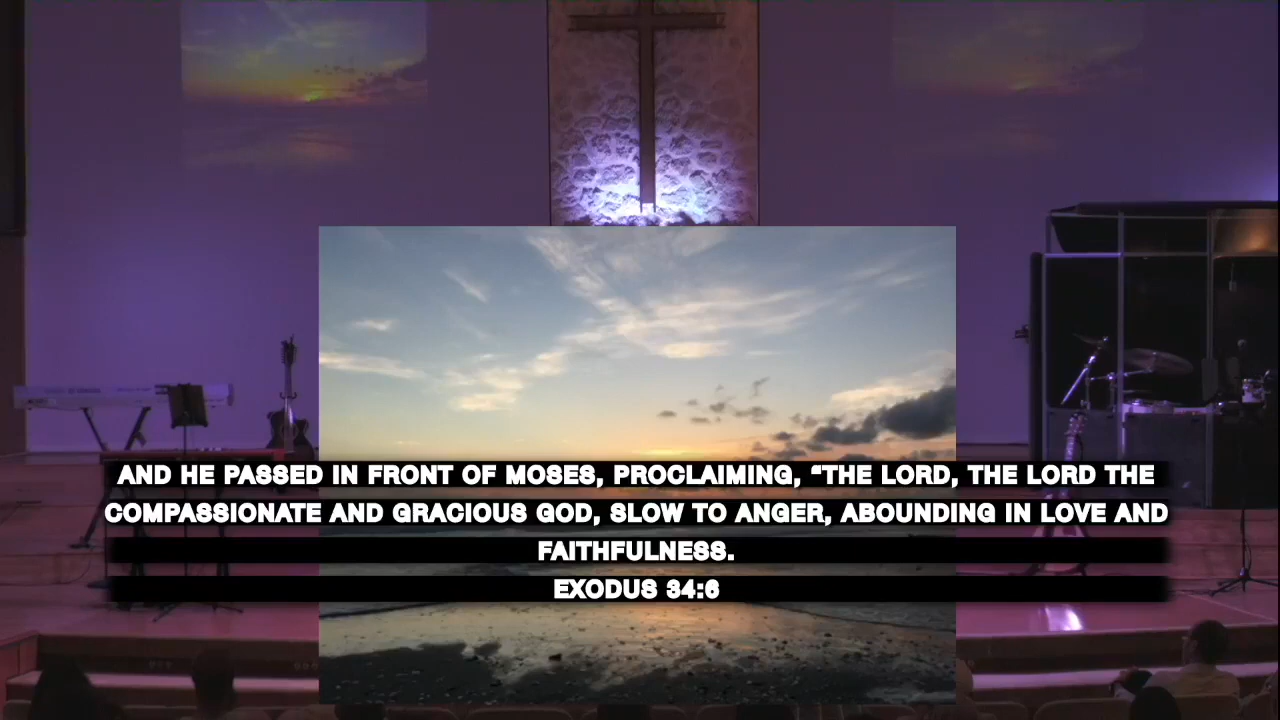 AND HE PASSED IN FRONT OF MOSES, PROCLAIMING, “THE LORD, THE LORD THE
COMPASSIONATE AND GRACIOUS GOD, SLOW TO ANGER, ABOUNDING IN LOVE AND
FAITHFULNESS.
EXODUS 34:6